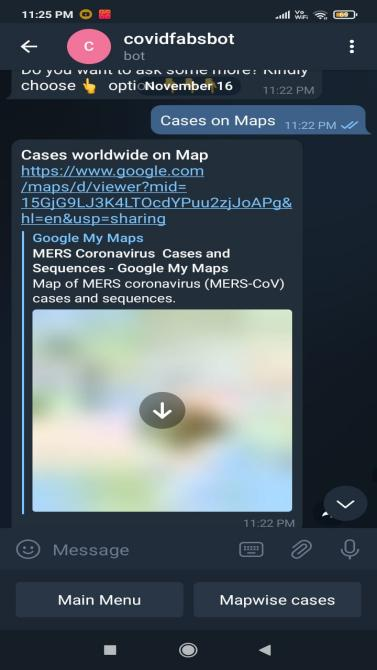 11:25 PM
Vo WiFi
69
C
covidfabsbot
bot
Do you want to ask some more? Kindly
choose 👆 opti
November 16
11:22 PM
Cases on Maps 11:22 PM
Cases worldwide on Map
https://www.google.com
/maps/d/viewer?mid=
15GjG9LJ3K4LTOcdYPuu2zjJoAPg&
hl=en&usp=sharing
Google My Maps
MERS Coronavirus Cases and
Sequences - Google My Maps
Map of MERS coronavirus (MERS-CoV)
cases and sequences.
11:22 PM
Message
Main Menu
Mapwise cases